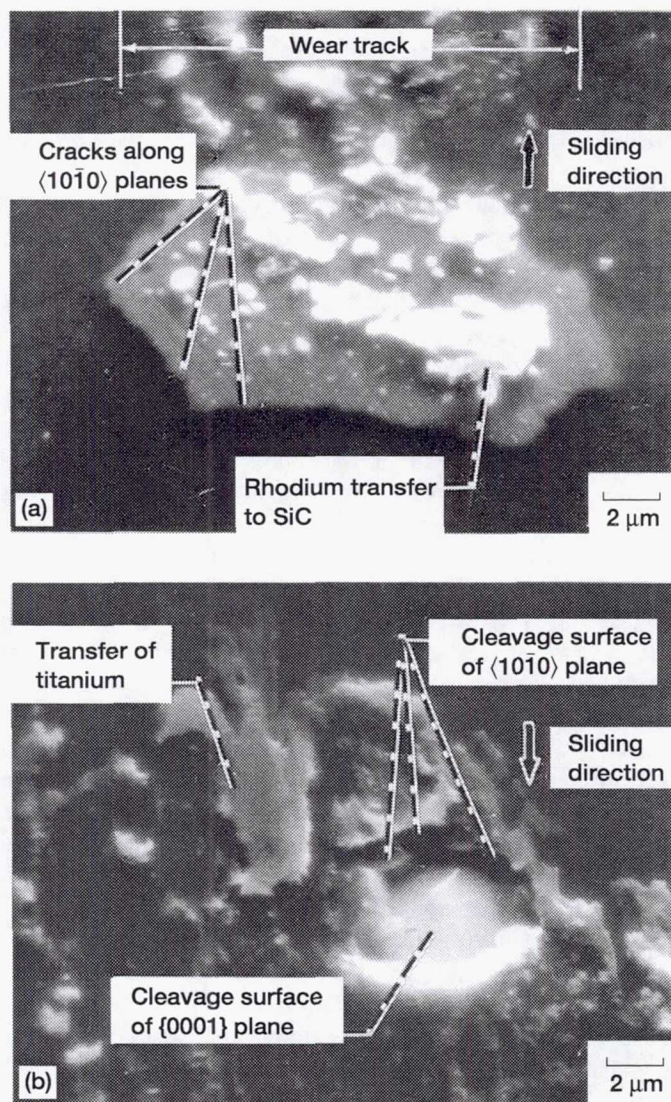 Wear track
Cracks along
⟨101̄0⟩ planes
Sliding
direction
Rhodium transfer
to SiC
(a)
2 μm
Transfer of
titanium
Cleavage surface
of ⟨101̄0⟩ plane
Sliding
direction
Cleavage surface
of {0001} plane
(b)
2 μm